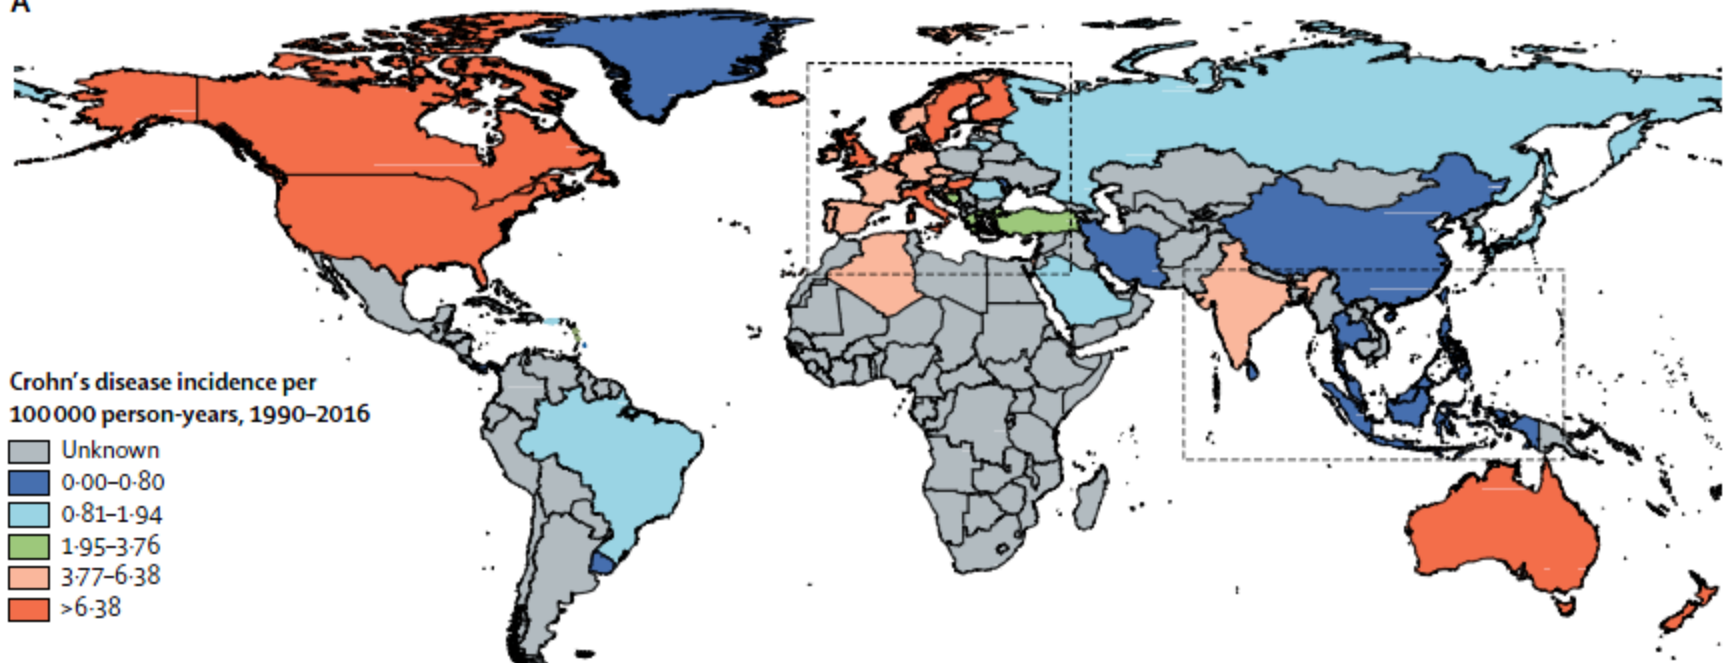 A
Crohn's disease incidence per
100 000 person-years, 1990–2016
Unknown
0·00–0·80
0·81–1·94
1·95–3·76
3·77–6·38
>6·38